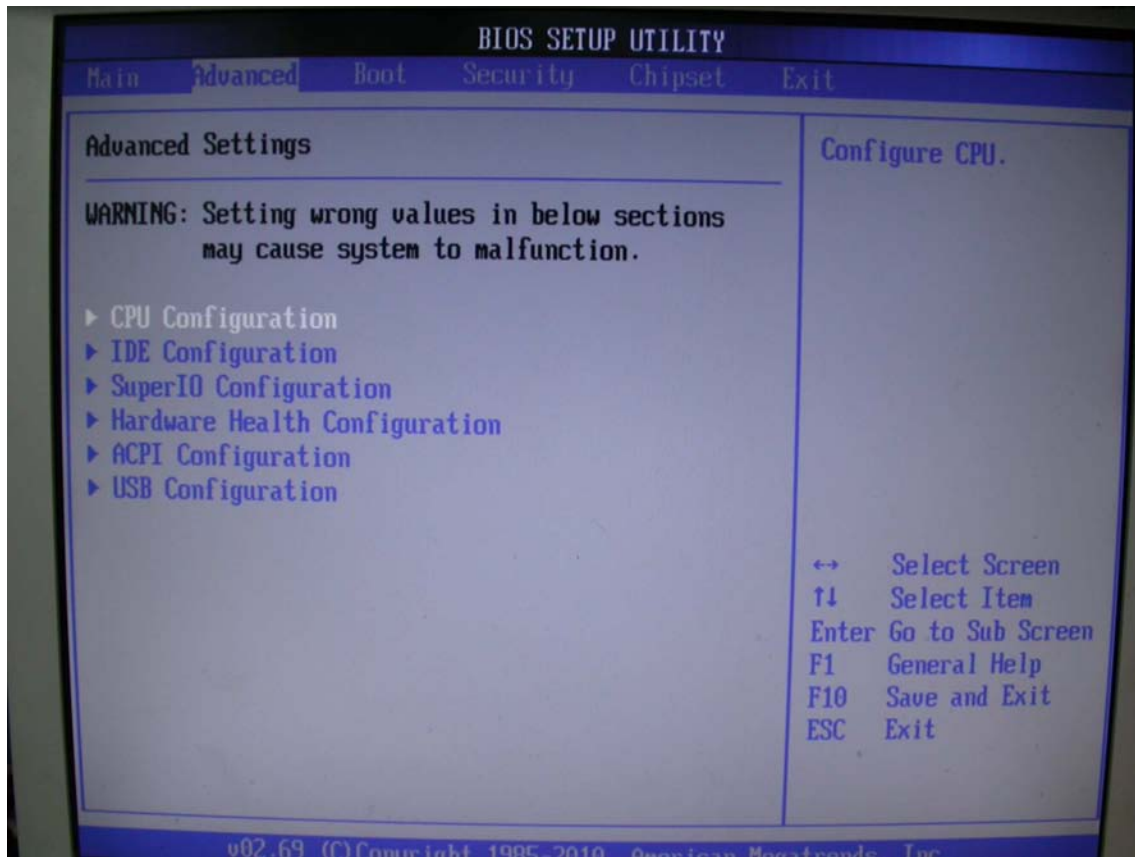 BIOS SETUP UTILITY
Main Advanced Boot Security Chipset Exit
Advanced Settings
WARNING: Setting wrong values in below sections
may cause system to malfunction.
▶ CPU Configuration
▶ IDE Configuration
▶ SuperIO Configuration
▶ Hardware Health Configuration
▶ ACPI Configuration
▶ USB Configuration
Configure CPU.
←→ Select Screen
↑↓ Select Item
Enter Go to Sub Screen
F1 General Help
F10 Save and Exit
ESC Exit
v02.69 (C)Copyright 1985-2010, American Megatrends, Inc.